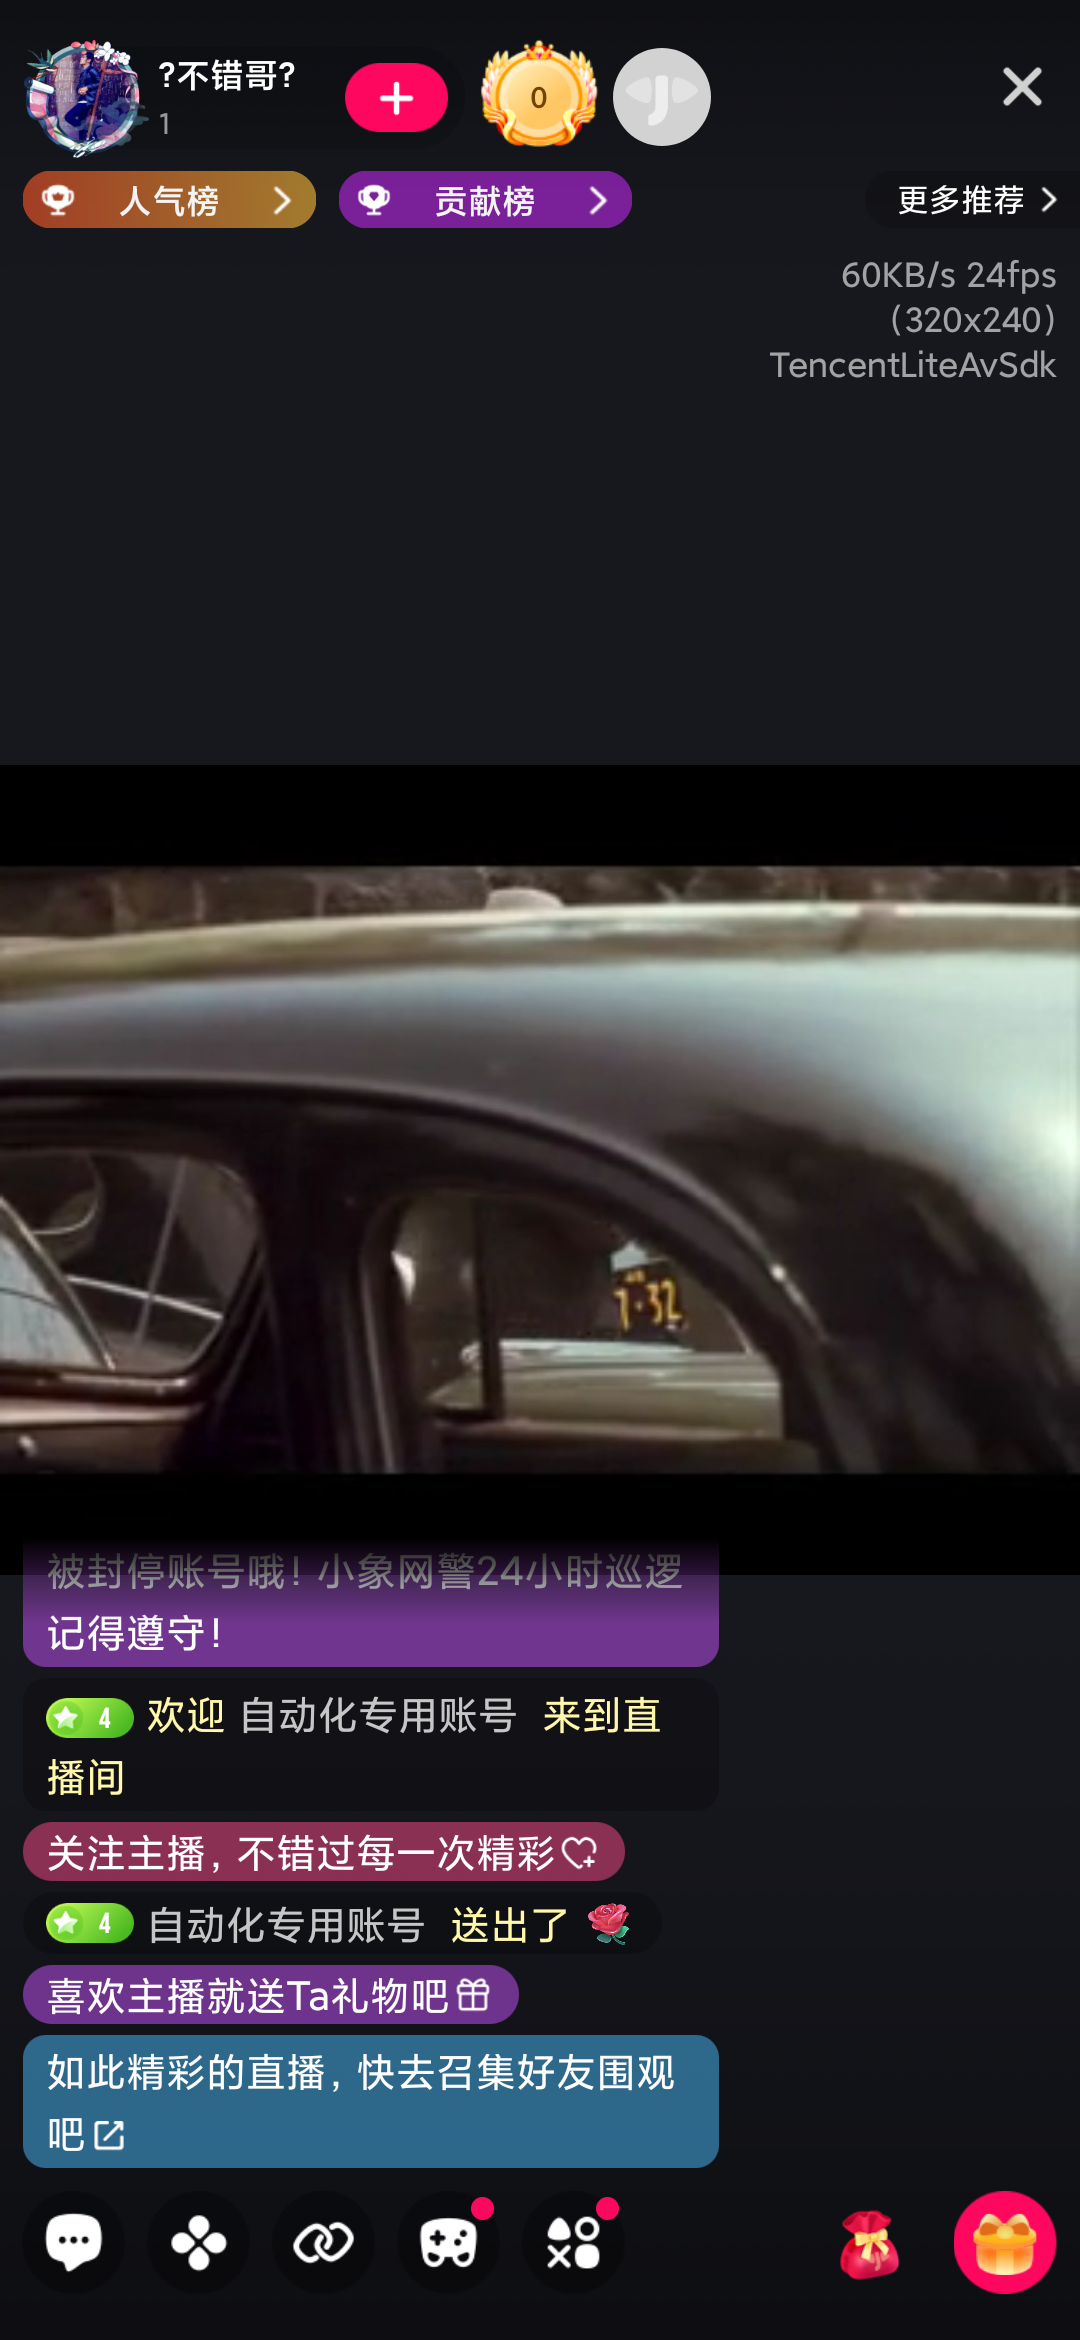 ?不错哥?
1
0
人气榜
贡献榜
更多推荐
60KB/s 24fps
(320x240)
TencentLiteAvSdk
7·32
被封停账号哦！小象网警24小时巡逻
记得遵守！
4 欢迎 自动化专用账号 来到直
播间
关注主播，不错过每一次精彩
4 自动化专用账号 送出了
喜欢主播就送Ta礼物吧
如此精彩的直播，快去召集好友围观
吧